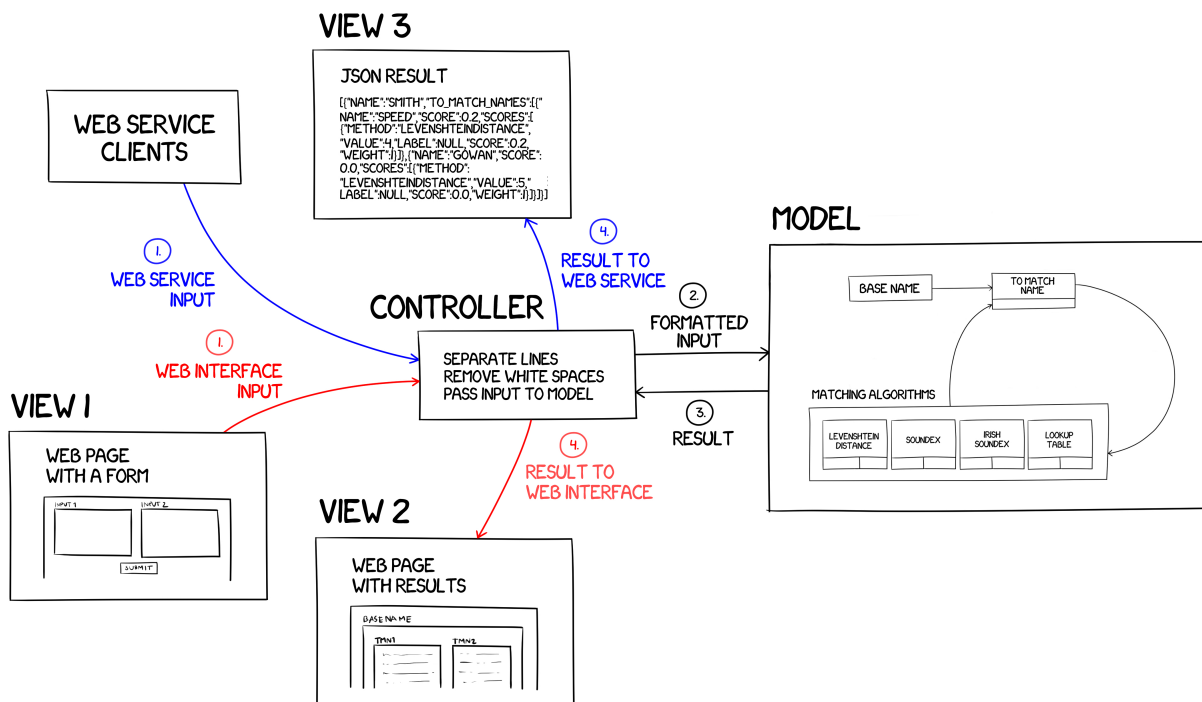 VIEW 3
JSON RESULT
[{"NAME":"SMITH","TO_MATCH_NAMES":[{"
NAME":"SPEED","SCORE":0.2,"SCORES":[
{"METHOD":"LEVENSHTEINDISTANCE",
"VALUE":4,"LABEL":NULL,"SCORE":0.2,
"WEIGHT":1}]},{"NAME":"GOWAN","SCORE":
0.0,"SCORES":[{"METHOD":
"LEVENSHTEINDISTANCE","VALUE":5,"
LABEL":NULL,"SCORE":0.0,"WEIGHT":1}]}]}]
WEB SERVICE
CLIENTS
1.
WEB SERVICE
INPUT
4.
RESULT TO
WEB SERVICE
1.
WEB INTERFACE
INPUT
CONTROLLER
SEPARATE LINES
REMOVE WHITE SPACES
PASS INPUT TO MODEL
2.
FORMATTED
INPUT
3.
RESULT
MODEL
BASE NAME
TO MATCH
NAME
MATCHING ALGORITHMS
LEVENSHTEIN
DISTANCE
SOUNDEX
IRISH
SOUNDEX
LOOKUP
TABLE
VIEW 1
WEB PAGE
WITH A FORM
INPUT 1
INPUT 2
SUBMIT
4.
RESULT TO
WEB INTERFACE
VIEW 2
WEB PAGE
WITH RESULTS
BASE NAME
TMN1
TMN2